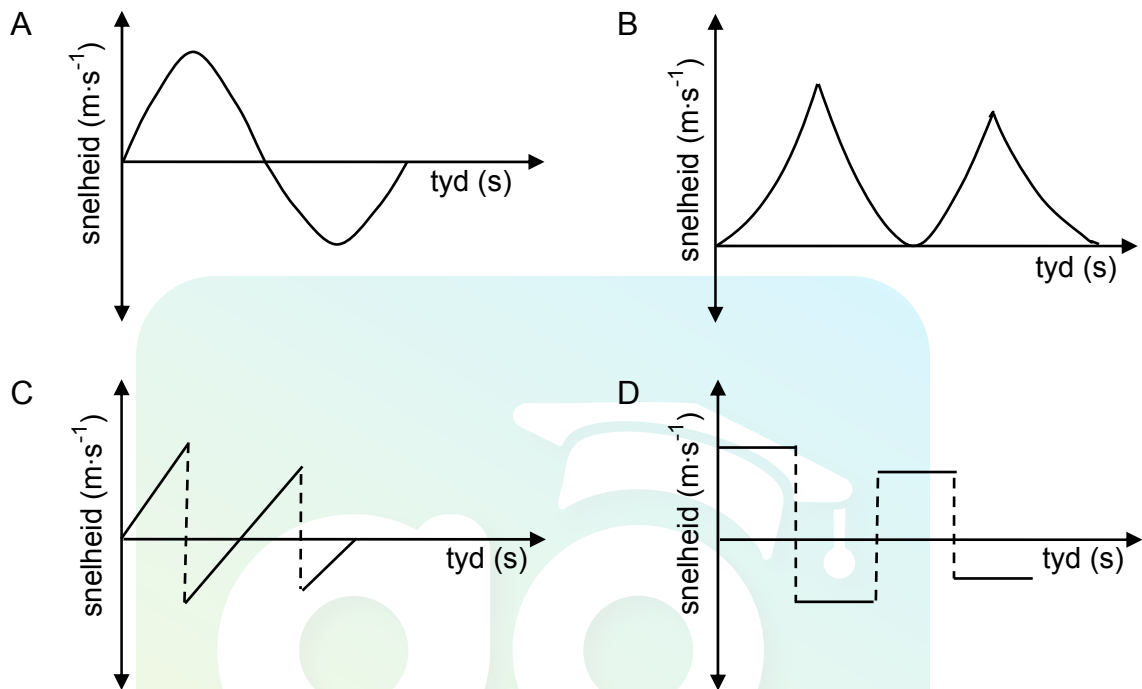 A
snelheid (m·s⁻¹)
tyd (s)
B
snelheid (m·s⁻¹)
tyd (s)
C
snelheid (m·s⁻¹)
tyd (s)
D
snelheid (m·s⁻¹)
tyd (s)